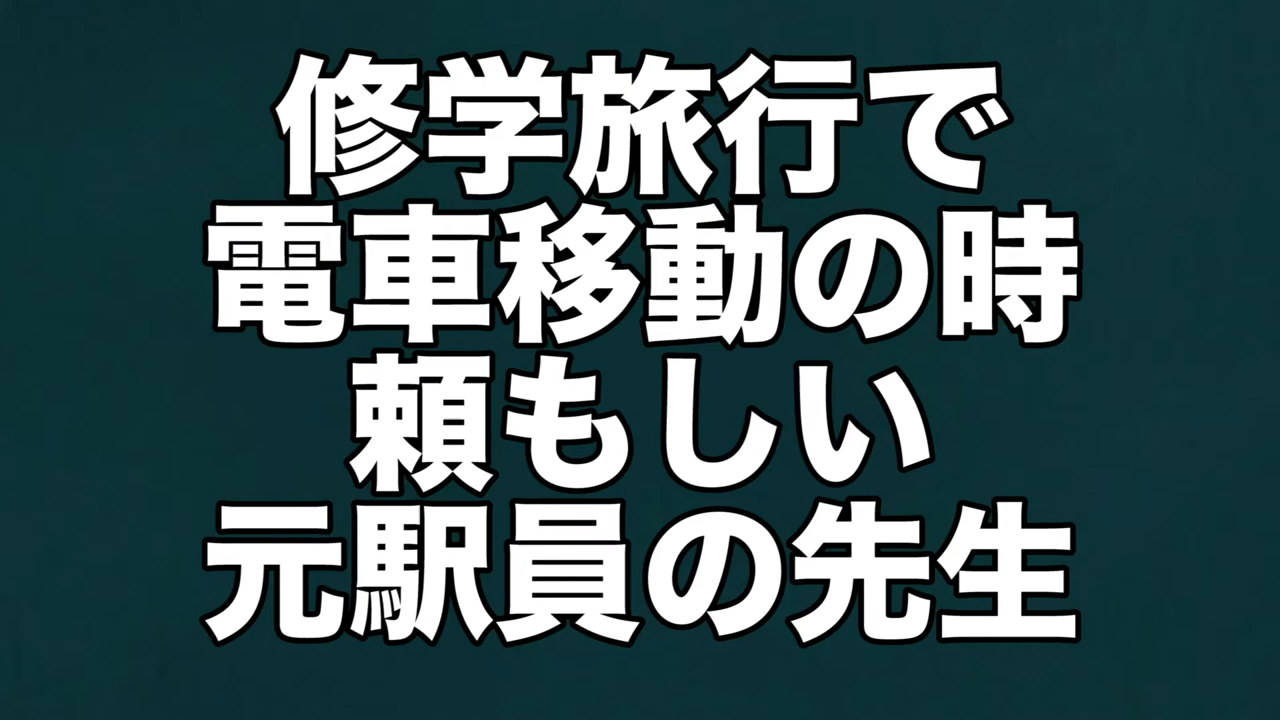 修学旅行で
電車移動の時
頼もしい
元駅員の先生